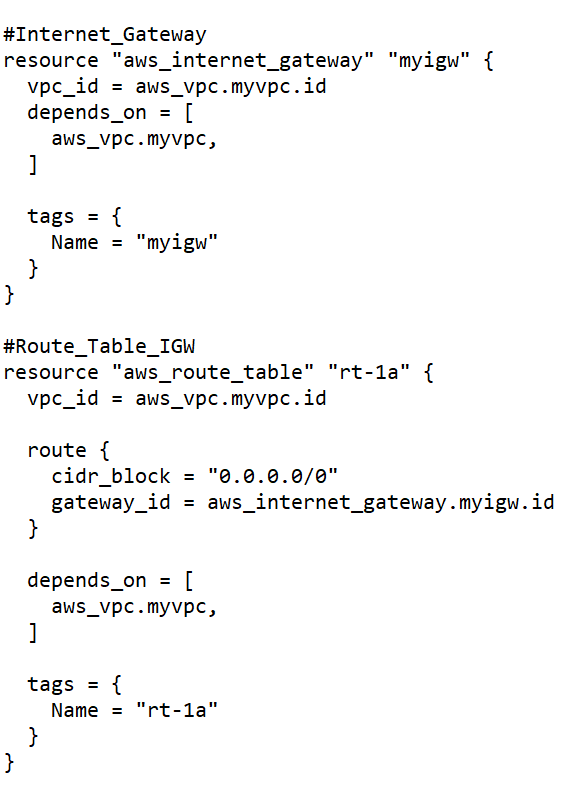 #Internet_Gateway
resource "aws_internet_gateway" "myigw" {
  vpc_id = aws_vpc.myvpc.id
  depends_on = [
    aws_vpc.myvpc,
  ]

  tags = {
    Name = "myigw"
  }
}

#Route_Table_IGW
resource "aws_route_table" "rt-1a" {
  vpc_id = aws_vpc.myvpc.id

  route {
    cidr_block = "0.0.0.0/0"
    gateway_id = aws_internet_gateway.myigw.id
  }

  depends_on = [
    aws_vpc.myvpc,
  ]

  tags = {
    Name = "rt-1a"
  }
}